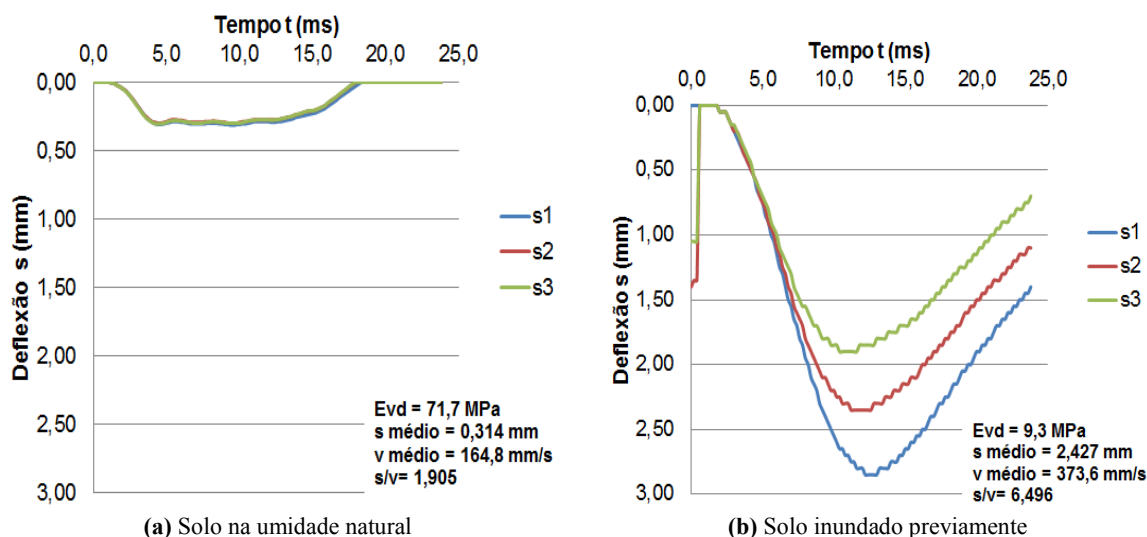 Tempo t (ms)
0,0 5,0 10,0 15,0 20,0 25,0
0,00
0,50
1,00
1,50
2,00
2,50
3,00
Deflexão s (mm)
s1
s2
s3
Evd = 71,7 MPa
s médio = 0,314 mm
v médio = 164,8 mm/s
s/v= 1,905
(a) Solo na umidade natural
Tempo t (ms)
0,0 5,0 10,0 15,0 20,0 25,0
0,00
0,50
1,00
1,50
2,00
2,50
3,00
Deflexão s (mm)
s1
s2
s3
Evd = 9,3 MPa
s médio = 2,427 mm
v médio = 373,6 mm/s
s/v= 6,496
(b) Solo inundado previamente